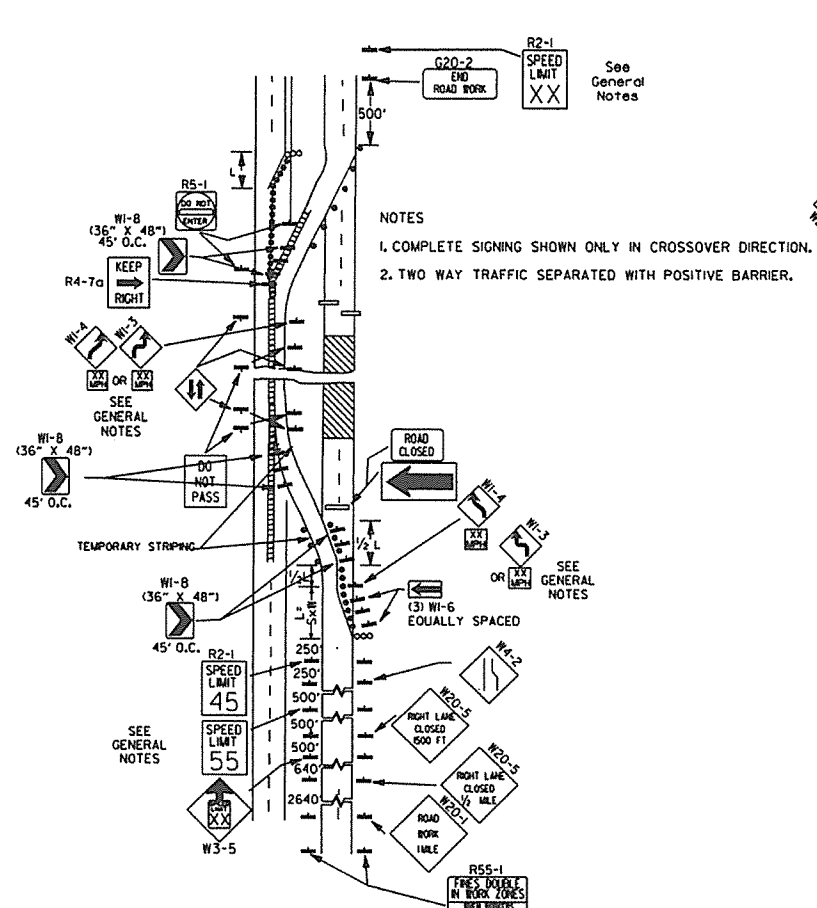 R2-1
SPEED
LIMIT
XX
See
General
Notes
G20-2
END
ROAD WORK
500'
L
R5-1
DO NOT
ENTER
W1-8
(36" X 48")
45' O.C.
R4-7a
KEEP
RIGHT
NOTES
1. COMPLETE SIGNING SHOWN ONLY IN CROSSOVER DIRECTION.
2. TWO WAY TRAFFIC SEPARATED WITH POSITIVE BARRIER.
W1-4
W1-3
XX
MPH
OR
XX
MPH
SEE
GENERAL
NOTES
W1-8
(36" X 48")
45' O.C.
DO
NOT
PASS
ROAD
CLOSED
TEMPORARY STRIPING
½ L
½L
L=
SxW
W1-4
XX
MPH
W1-3
OR
XX
MPH
SEE
GENERAL
NOTES
(3) W1-6
EQUALLY SPACED
W1-8
(36" X 48")
45' O.C.
R2-1
SPEED
LIMIT
45
250'
250'
500'
500'
500'
640'
2640'
W4-2
SEE
GENERAL
NOTES
SPEED
LIMIT
55
W20-5
RIGHT LANE
CLOSED
1500 FT
W20-5
RIGHT LANE
CLOSED
½ MILE
LIMIT
XX
W3-5
W20-1
ROAD
WORK
1 MILE
R55-1
FINES DOUBLE
IN WORK ZONES